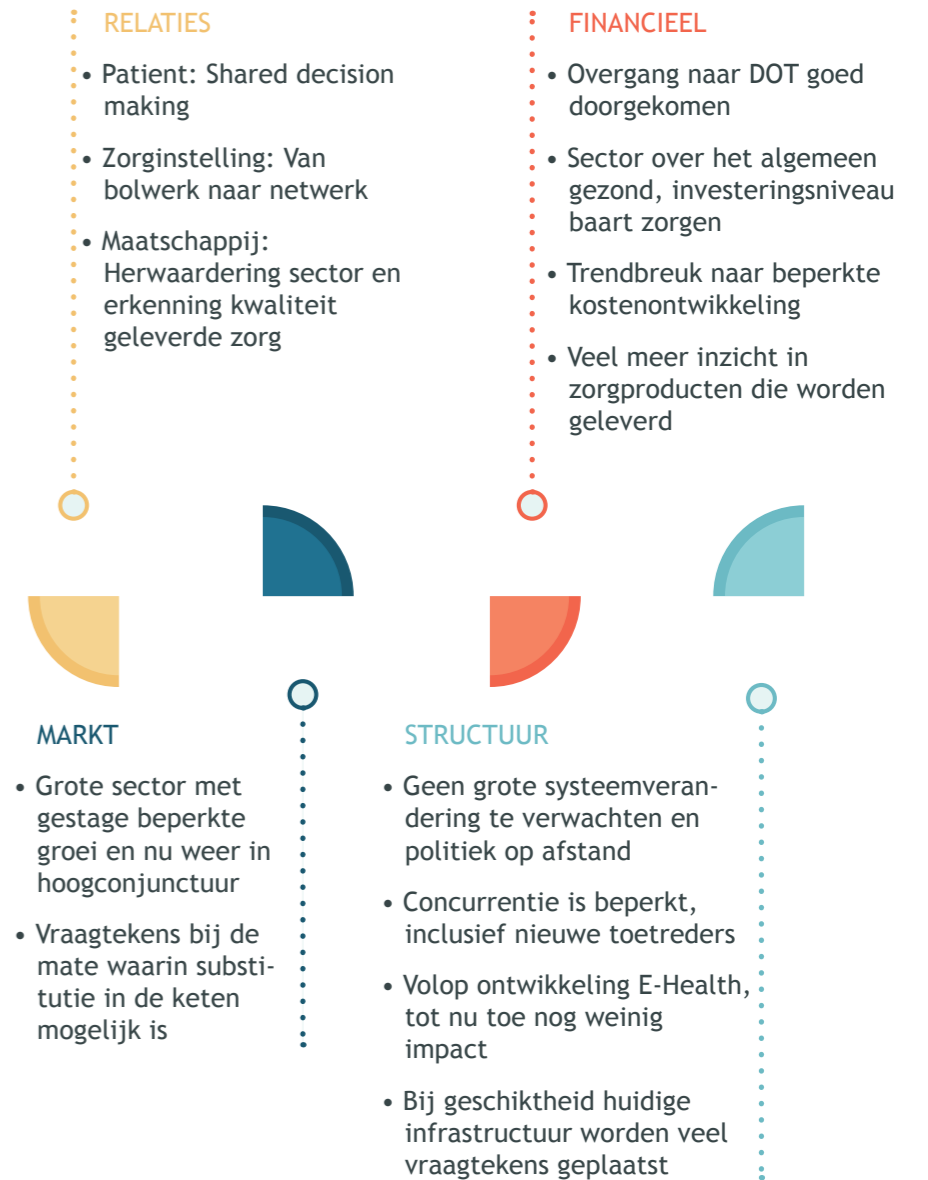 RELATIES
• Patient: Shared decision
making
• Zorginstelling: Van
bolwerk naar netwerk
• Maatschappij:
Herwaardering sector en
erkenning kwaliteit
geleverde zorg
FINANCIEEL
• Overgang naar DOT goed
doorgekomen
• Sector over het algemeen
gezond, investeringsniveau
baart zorgen
• Trendbreuk naar beperkte
kostenontwikkeling
• Veel meer inzicht in
zorgproducten die worden
geleverd
MARKT
• Grote sector met
gestage beperkte
groei en nu weer in
hoogconjunctuur
• Vraagtekens bij de
mate waarin substi-
tutie in de keten
mogelijk is
STRUCTUUR
• Geen grote systeemveran-
dering te verwachten en
politiek op afstand
• Concurrentie is beperkt,
inclusief nieuwe toetreders
• Volop ontwikkeling E-Health,
tot nu toe nog weinig
impact
• Bij geschiktheid huidige
infrastructuur worden veel
vraagtekens geplaatst